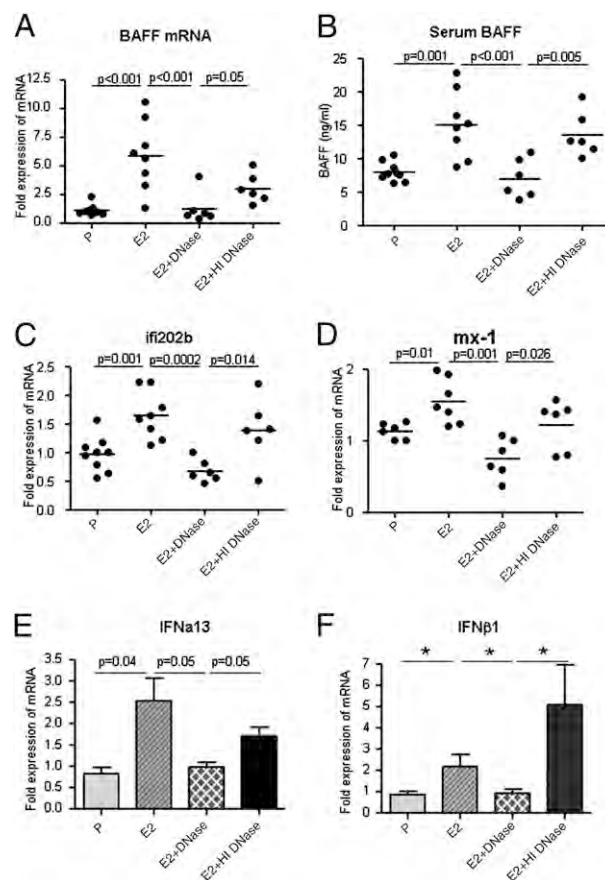 A
BAFF mRNA
p<0.001 p<0.001 p=0.05
Fold expression of mRNA
12.5
10.0
7.5
5.0
2.5
0.0
P E2 E2+DNase E2+HI DNase
B
Serum BAFF
p=0.001 p<0.001 p=0.005
BAFF (ng/ml)
25
20
15
10
5
0
P E2 E2+DNase E2+HI DNase
C
ifi202b
p=0.001 p=0.0002 p=0.014
Fold expression of mRNA
2.5
2.0
1.5
1.0
0.5
0.0
P E2 E2+DNase E2+HI DNase
D
mx-1
p=0.01 p=0.001 p=0.026
Fold expression of mRNA
2
1
0
P E2 E2+DNase E2+HI DNase
E
IFNa13
p=0.04 p=0.05 p=0.05
Fold expression of mRNA
3.5
3.0
2.5
2.0
1.5
1.0
0.5
0.0
P E2 E2+DNase E2+HI DNase
F
IFNβ1
* * *
Fold expression of mRNA
7
6
5
4
3
2
1
0
P E2 E2+DNase E2+HI DNase